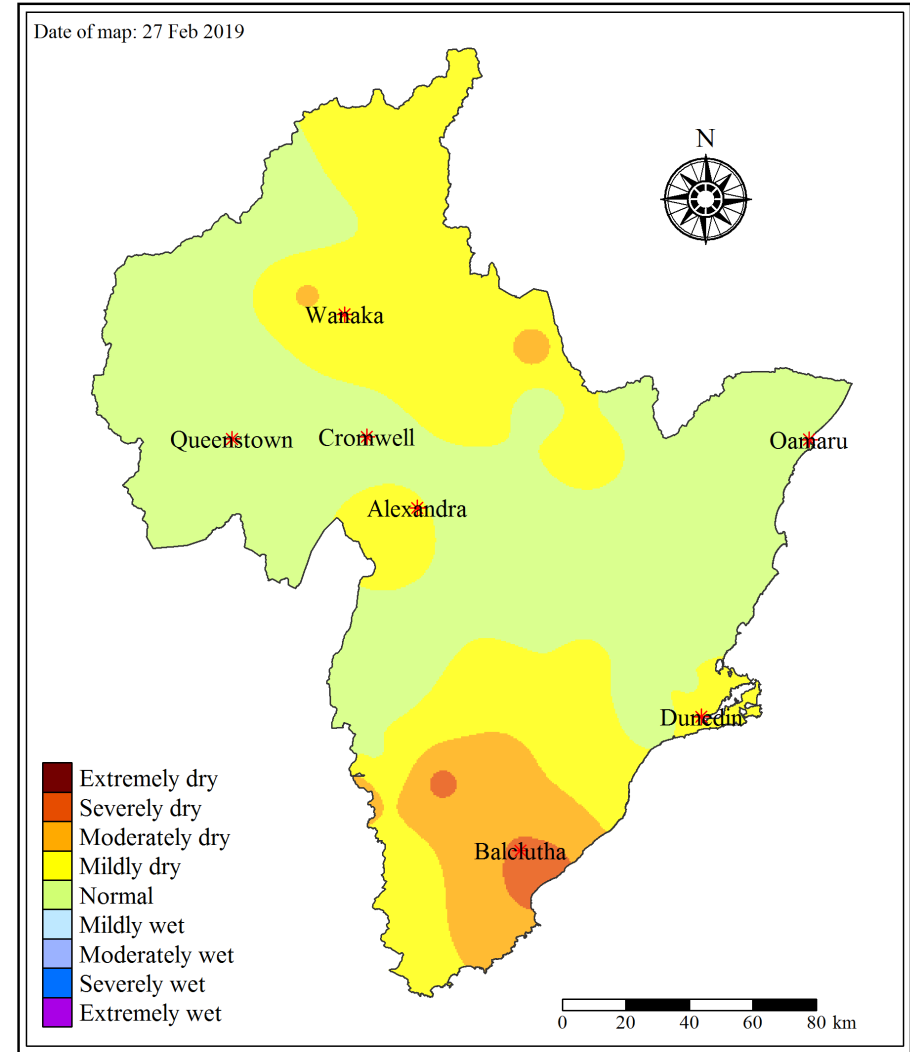 Date of map: 27 Feb 2019
N
Wanaka
Queenstown
Cromwell
Oamaru
Alexandra
Dunedin
Balclutha
Extremely dry
Severely dry
Moderately dry
Mildly dry
Normal
Mildly wet
Moderately wet
Severely wet
Extremely wet
0 20 40 60 80 km